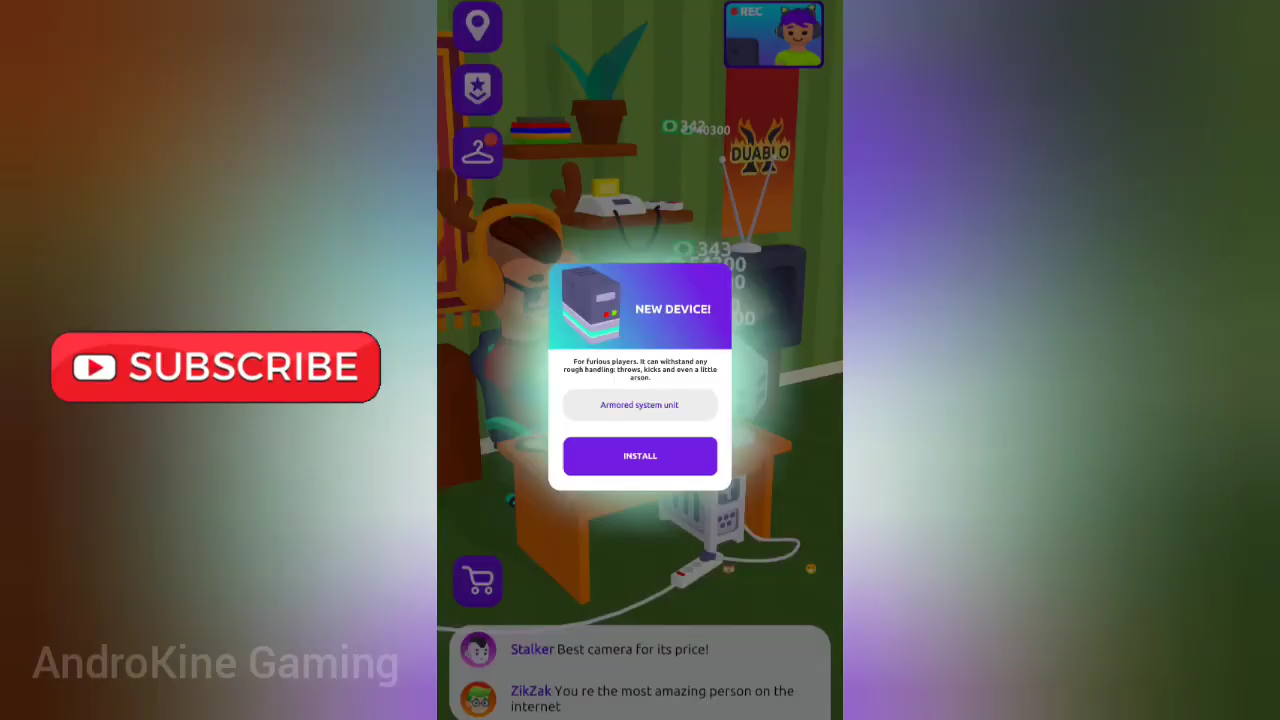 REC
342
40300
DUABLO
343
NEW DEVICE!
For furious players. It can withstand any
rough handling: throws, kicks and even a little
arson.
Armored system unit
INSTALL
SUBSCRIBE
Stalker Best camera for its price!
AndroKine Gaming
ZikZak You re the most amazing person on the
internet